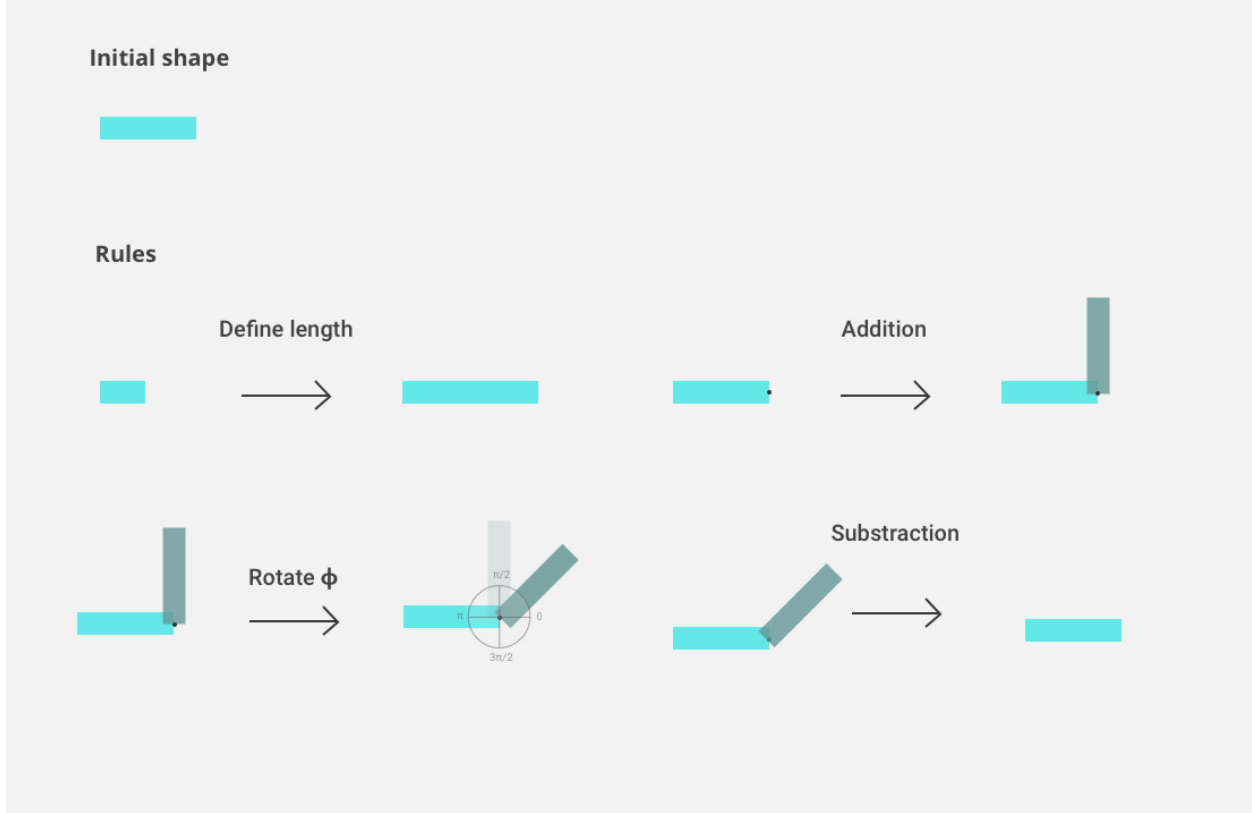 Initial shape
Rules
Define length
Addition
Rotate ϕ
π/2
π
0
3π/2
Substraction